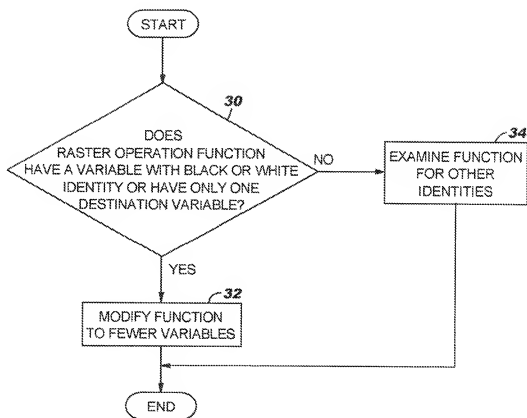 START
30
DOES
RASTER OPERATION FUNCTION
HAVE A VARIABLE WITH BLACK OR WHITE
IDENTITY OR HAVE ONLY ONE
DESTINATION VARIABLE?
NO
34
EXAMINE FUNCTION
FOR OTHER
IDENTITIES
YES
32
MODIFY FUNCTION
TO FEWER VARIABLES
END